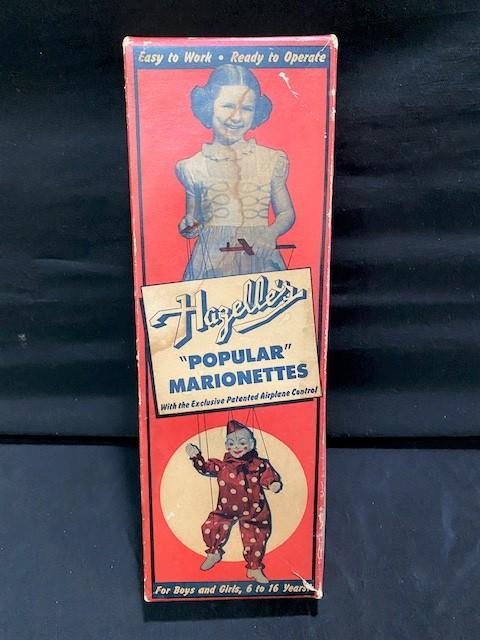 Easy to Work • Ready to Operate
Hazelle's
"POPULAR"
MARIONETTES
With the Exclusive Patented Airplane Control
For Boys and Girls, 6 to 16 Years